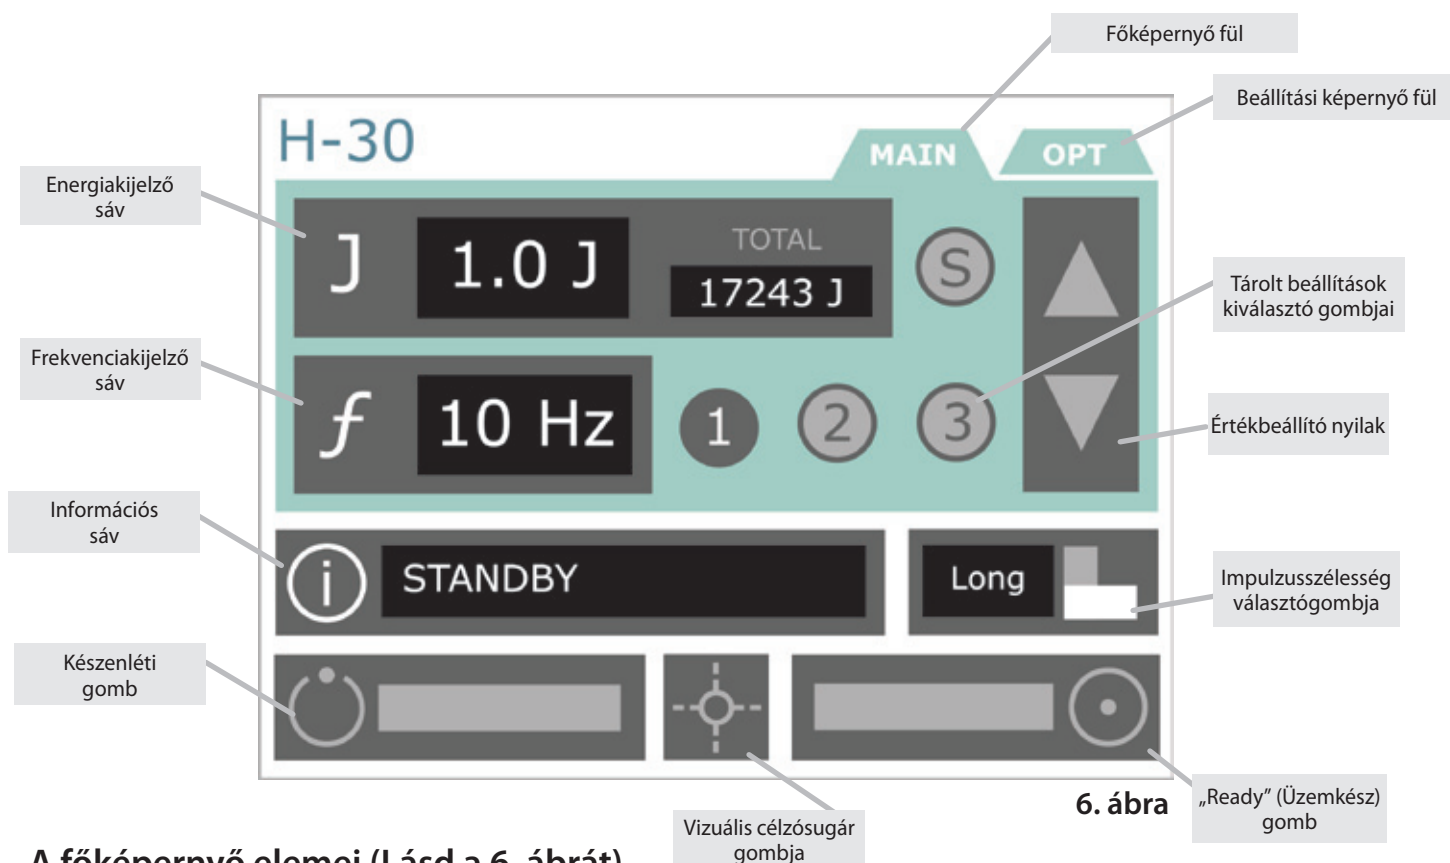 Főképernyő fül
Beállítási képernyő fül
H-30
MAIN
OPT
Energiakijelző
sáv
J
1.0 J
TOTAL
17243 J
S
Tárolt beállítások
kiválasztó gombjai
Frekvenciakijelző
sáv
f
10 Hz
1
2
3
Értékbeállító nyilak
Információs
sáv
i
STANDBY
Long
Impulzusszélesség
választógombja
Készenléti
gomb
6. ábra
„Ready” (Üzemkész)
gomb
Vizuális célzósugár
gombja
A főképernyő elemei (Lásd a 6. ábrát)